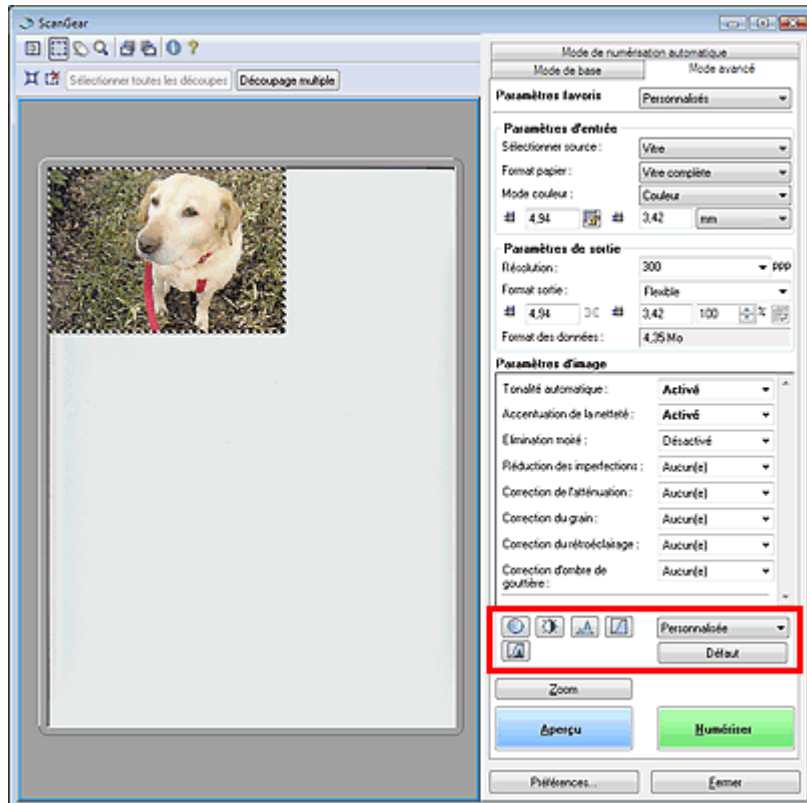 ScanGear
Sélectionner toutes les découpes
Découpage multiple
Mode de numérisation automatique
Mode de base
Mode avancé
Paramètres favoris
Personnalisés
Paramètres d'entrée
Sélectionner source :
Vitre
Format papier :
Vitre complète
Mode couleur :
Couleur
4,94
3,42
mm
Paramètres de sortie
Résolution :
300
ppp
Format sortie :
Flexible
4,94
3,42
100
%
Format des données :
4,35 Mo
Paramètres d'image
Tonalité automatique :
Activé
Accentuation de la netteté :
Activé
Elimination moiré :
Désactivé
Réduction des imperfections :
Aucun(e)
Correction de l'atténuation :
Aucun(e)
Correction du grain :
Aucun(e)
Correction du rétroéclairage :
Aucun(e)
Correction d'ombre de
gouttière :
Aucun(e)
Personnalisée
Défaut
Zoom
Aperçu
Numériser
Préférences...
Fermer